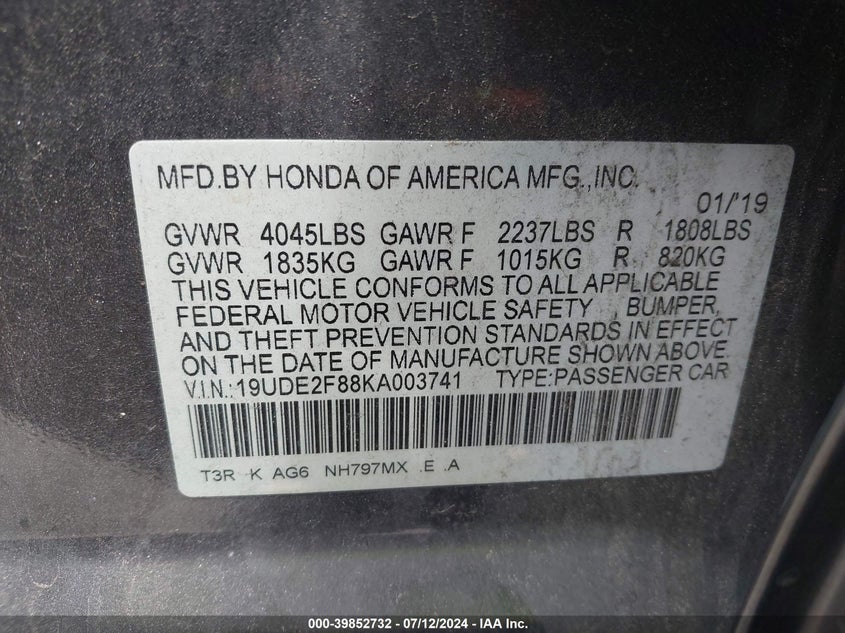 MFD.BY HONDA OF AMERICA MFG.,INC.
01/'19
GVWR 4045LBS GAWR F 2237LBS R 1808LBS
GVWR 1835KG GAWR F 1015KG R 820KG
THIS VEHICLE CONFORMS TO ALL APPLICABLE
FEDERAL MOTOR VEHICLE SAFETY , BUMPER,
AND THEFT PREVENTION STANDARDS IN EFFECT
ON THE DATE OF MANUFACTURE SHOWN ABOVE.
V.I.N.:19UDE2F88KA003741 TYPE:PASSENGER CAR
T3R -K AG6 NH797MX .E .A
000-39852732 - 07/12/2024 - IAA Inc.